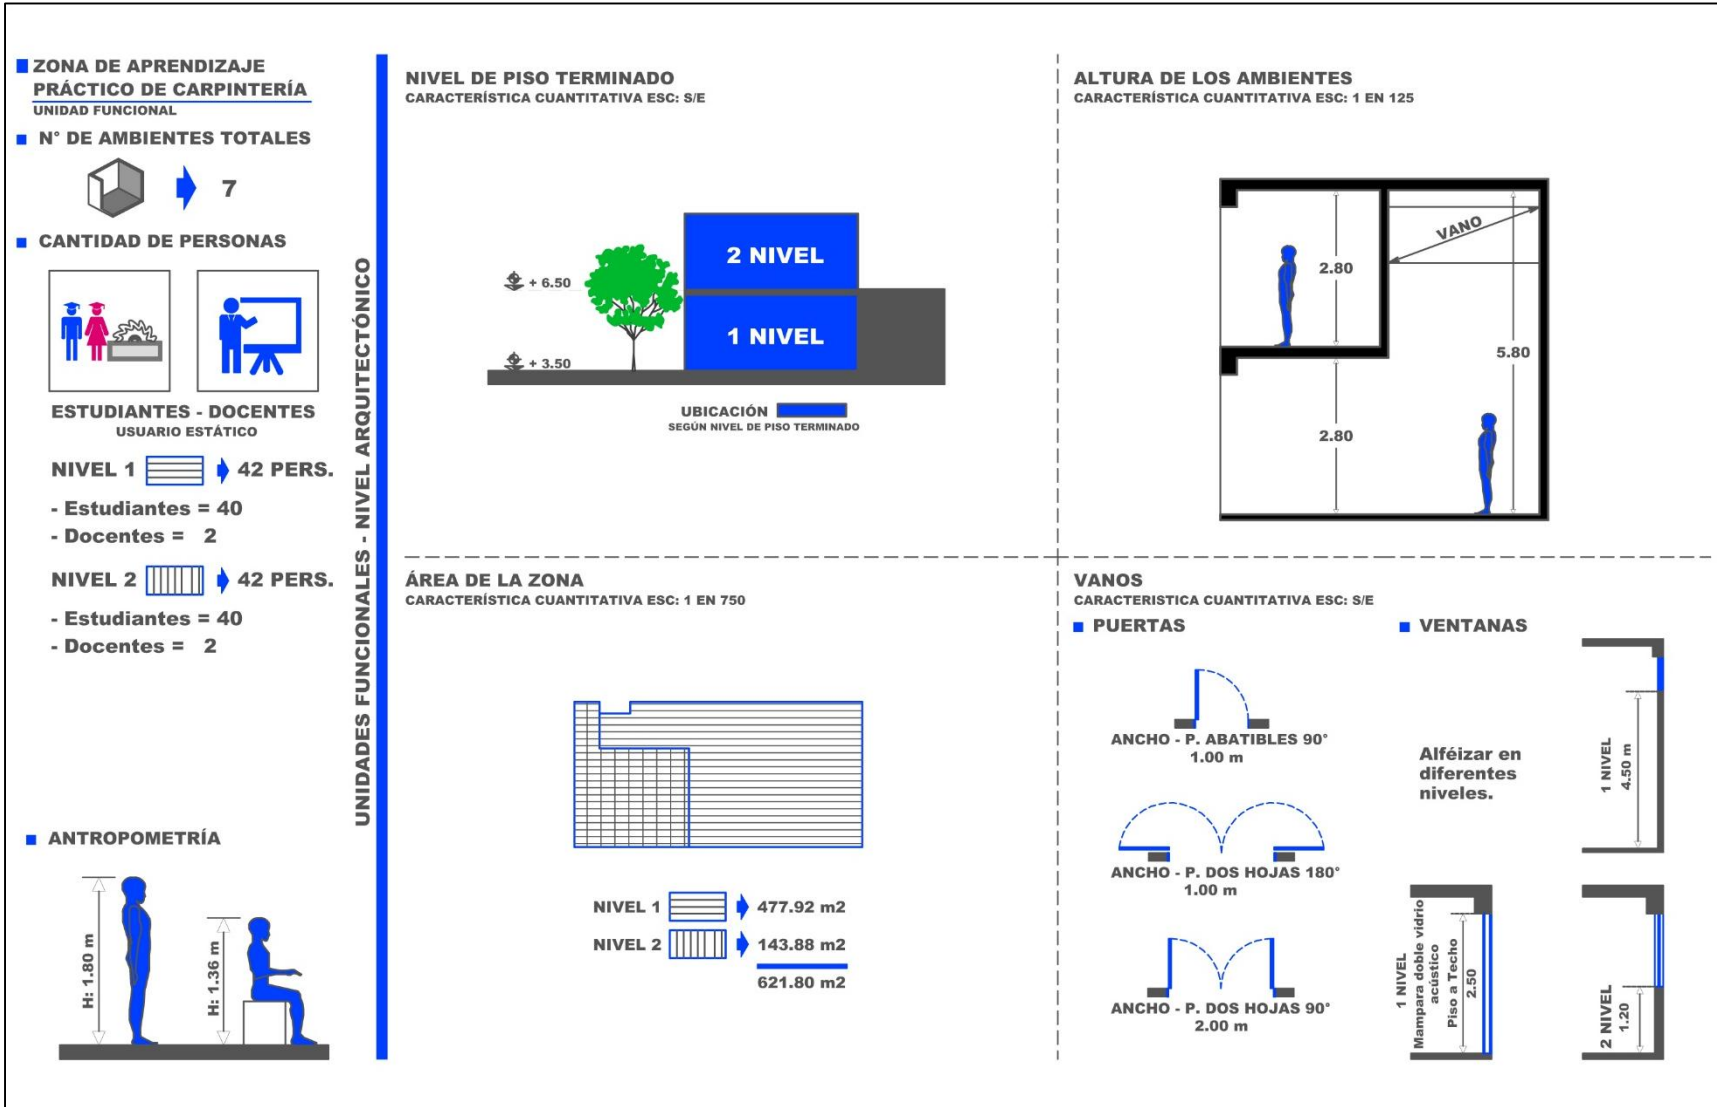 ZONA DE APRENDIZAJE
PRÁCTICO DE CARPINTERÍA
UNIDAD FUNCIONAL
N° DE AMBIENTES TOTALES
7
CANTIDAD DE PERSONAS
ESTUDIANTES - DOCENTES
USUARIO ESTÁTICO
NIVEL 1 42 PERS.
- Estudiantes = 40
- Docentes = 2
NIVEL 2 42 PERS.
- Estudiantes = 40
- Docentes = 2
ANTROPOMETRÍA
H: 1.80 m
H: 1.36 m
UNIDADES FUNCIONALES - NIVEL ARQUITECTÓNICO
NIVEL DE PISO TERMINADO
CARACTERÍSTICA CUANTITATIVA ESC: S/E
2 NIVEL
+ 6.50
1 NIVEL
+ 3.50
UBICACIÓN
SEGÚN NIVEL DE PISO TERMINADO
ALTURA DE LOS AMBIENTES
CARACTERÍSTICA CUANTITATIVA ESC: 1 EN 125
VANO
2.80
5.80
2.80
ÁREA DE LA ZONA
CARACTERÍSTICA CUANTITATIVA ESC: 1 EN 750
NIVEL 1 477.92 m2
NIVEL 2 143.88 m2
621.80 m2
VANOS
CARACTERISTICA CUANTITATIVA ESC: S/E
PUERTAS
ANCHO - P. ABATIBLES 90°
1.00 m
ANCHO - P. DOS HOJAS 180°
1.00 m
ANCHO - P. DOS HOJAS 90°
2.00 m
VENTANAS
Alféizar en
diferentes
niveles.
1 NIVEL
4.50 m
1 NIVEL
Mampara doble vidrio
acústico
Piso a Techo
2.50
2 NIVEL
1.20